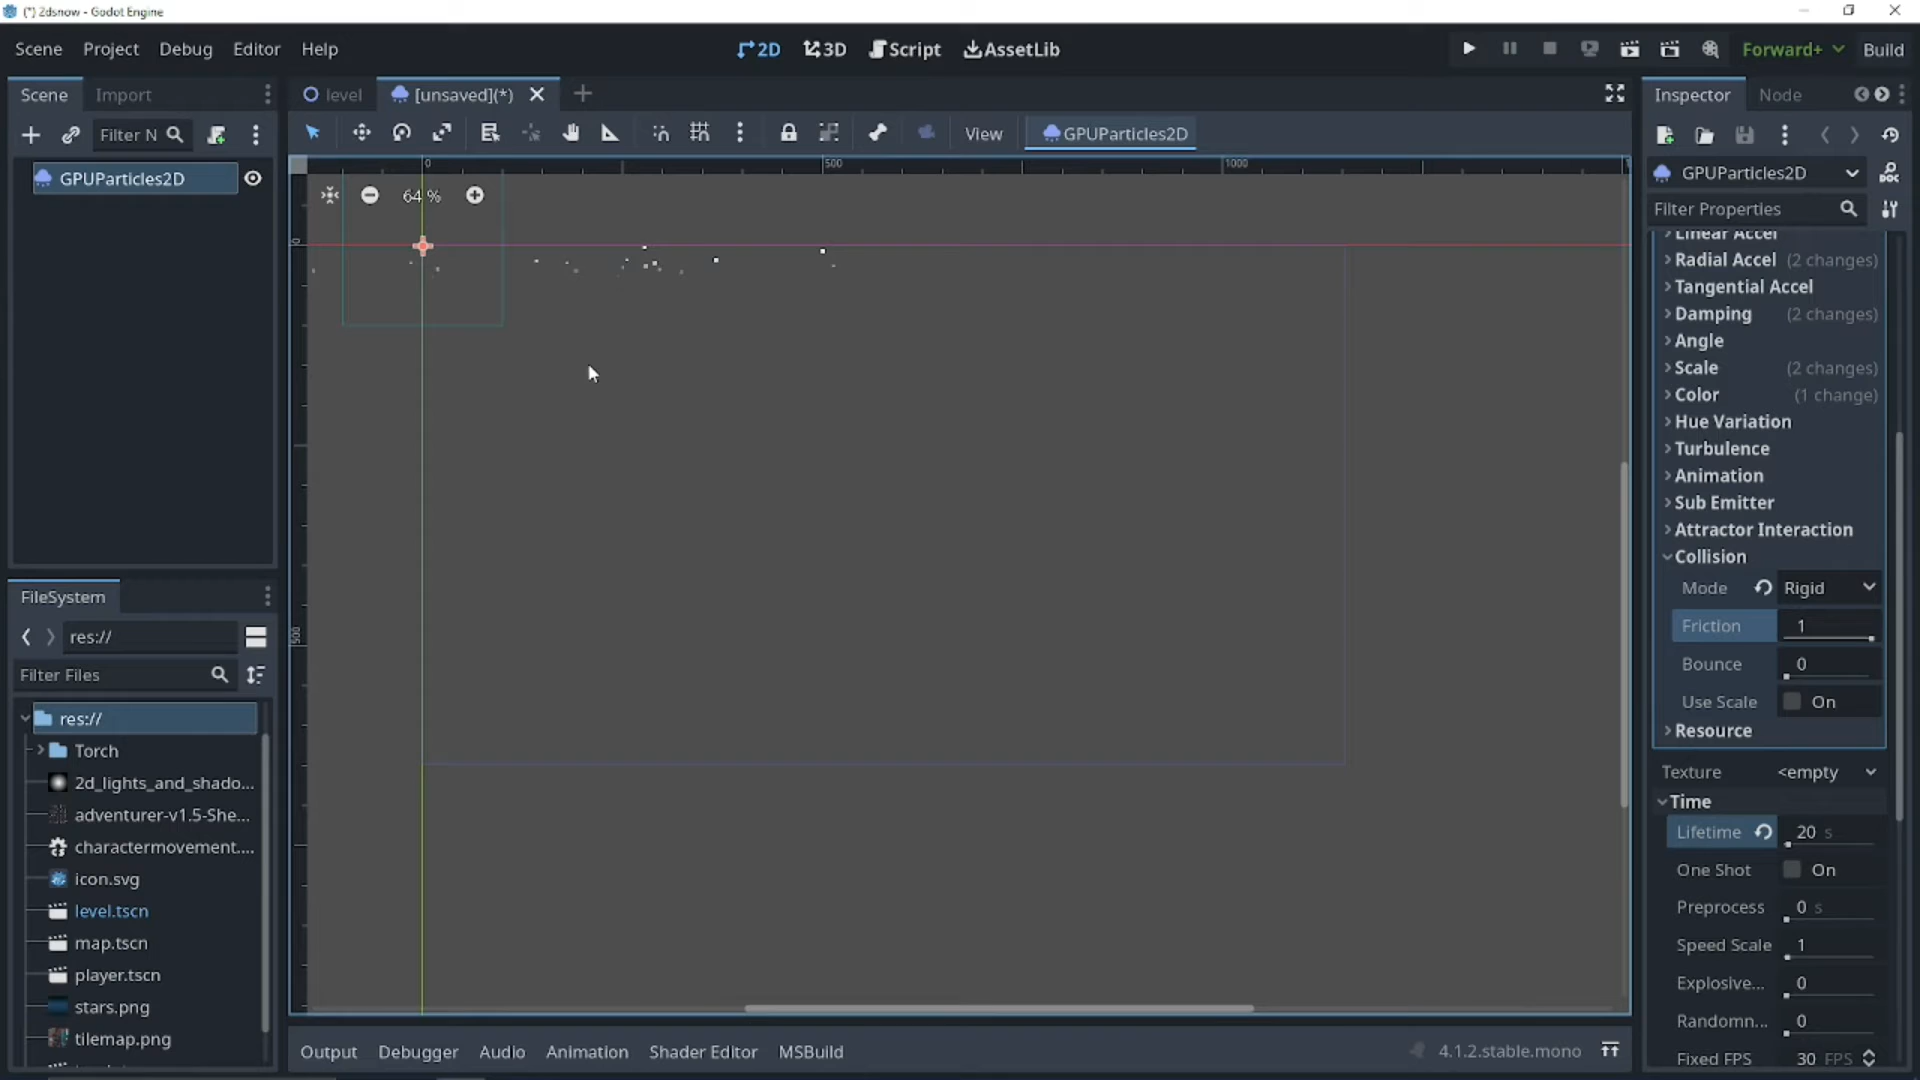 (*) 2dsnow - Godot Engine
Scene Project Debug Editor Help
2D 3D Script AssetLib
Forward+ Build
Scene Import
level [unsaved](*)
Inspector Node
Filter N
View GPUParticles2D
GPUParticles2D
GPUParticles2D
Filter Properties
0 500 1000
64 %
0
500
Linear Accel
Radial Accel (2 changes)
Tangential Accel
Damping (2 changes)
Angle
Scale (2 changes)
Color (1 change)
Hue Variation
Turbulence
Animation
Sub Emitter
Attractor Interaction
Collision
Mode Rigid
Friction 1
Bounce 0
Use Scale On
Resource
Texture <empty
Time
Lifetime 20 s
One Shot On
Preprocess 0 s
Speed Scale 1
Explosive... 0
Randomn... 0
Fixed FPS 30 FPS
FileSystem
res://
Filter Files
res://
Torch
2d_lights_and_shado...
adventurer-v1.5-She...
charactermovement....
icon.svg
level.tscn
map.tscn
player.tscn
stars.png
tilemap.png
Output Debugger Audio Animation Shader Editor MSBuild
4.1.2.stable.mono